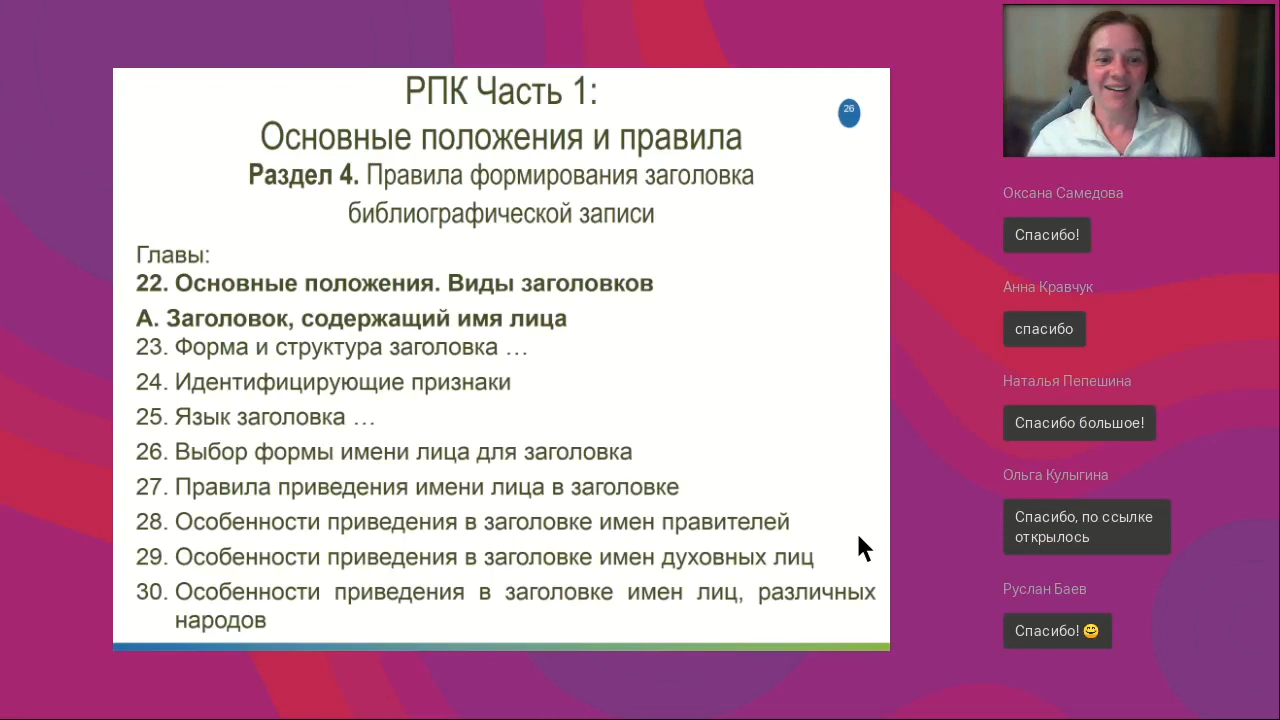 РПК Часть 1:
26
Основные положения и правила
Раздел 4. Правила формирования заголовка
библиографической записи
Главы:
22. Основные положения. Виды заголовков
А. Заголовок, содержащий имя лица
23. Форма и структура заголовка …
24. Идентифицирующие признаки
25. Язык заголовка …
26. Выбор формы имени лица для заголовка
27. Правила приведения имени лица в заголовке
28. Особенности приведения в заголовке имен правителей
29. Особенности приведения в заголовке имен духовных лиц
30. Особенности приведения в заголовке имен лиц, различных
народов
Оксана Самедова
Спасибо!
Анна Кравчук
спасибо
Наталья Пепешина
Спасибо большое!
Ольга Кулыгина
Спасибо, по ссылке
открылось
Руслан Баев
Спасибо! 😊